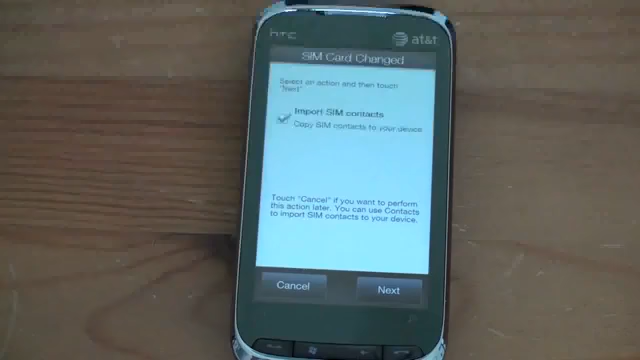 hTC
at&t
SIM Card Changed
Select an action and then touch
"Next"
Import SIM contacts
Copy SIM contacts to your device
Touch "Cancel" if you want to perform
this action later. You can use Contacts
to import SIM contacts to your device.
Cancel
Next